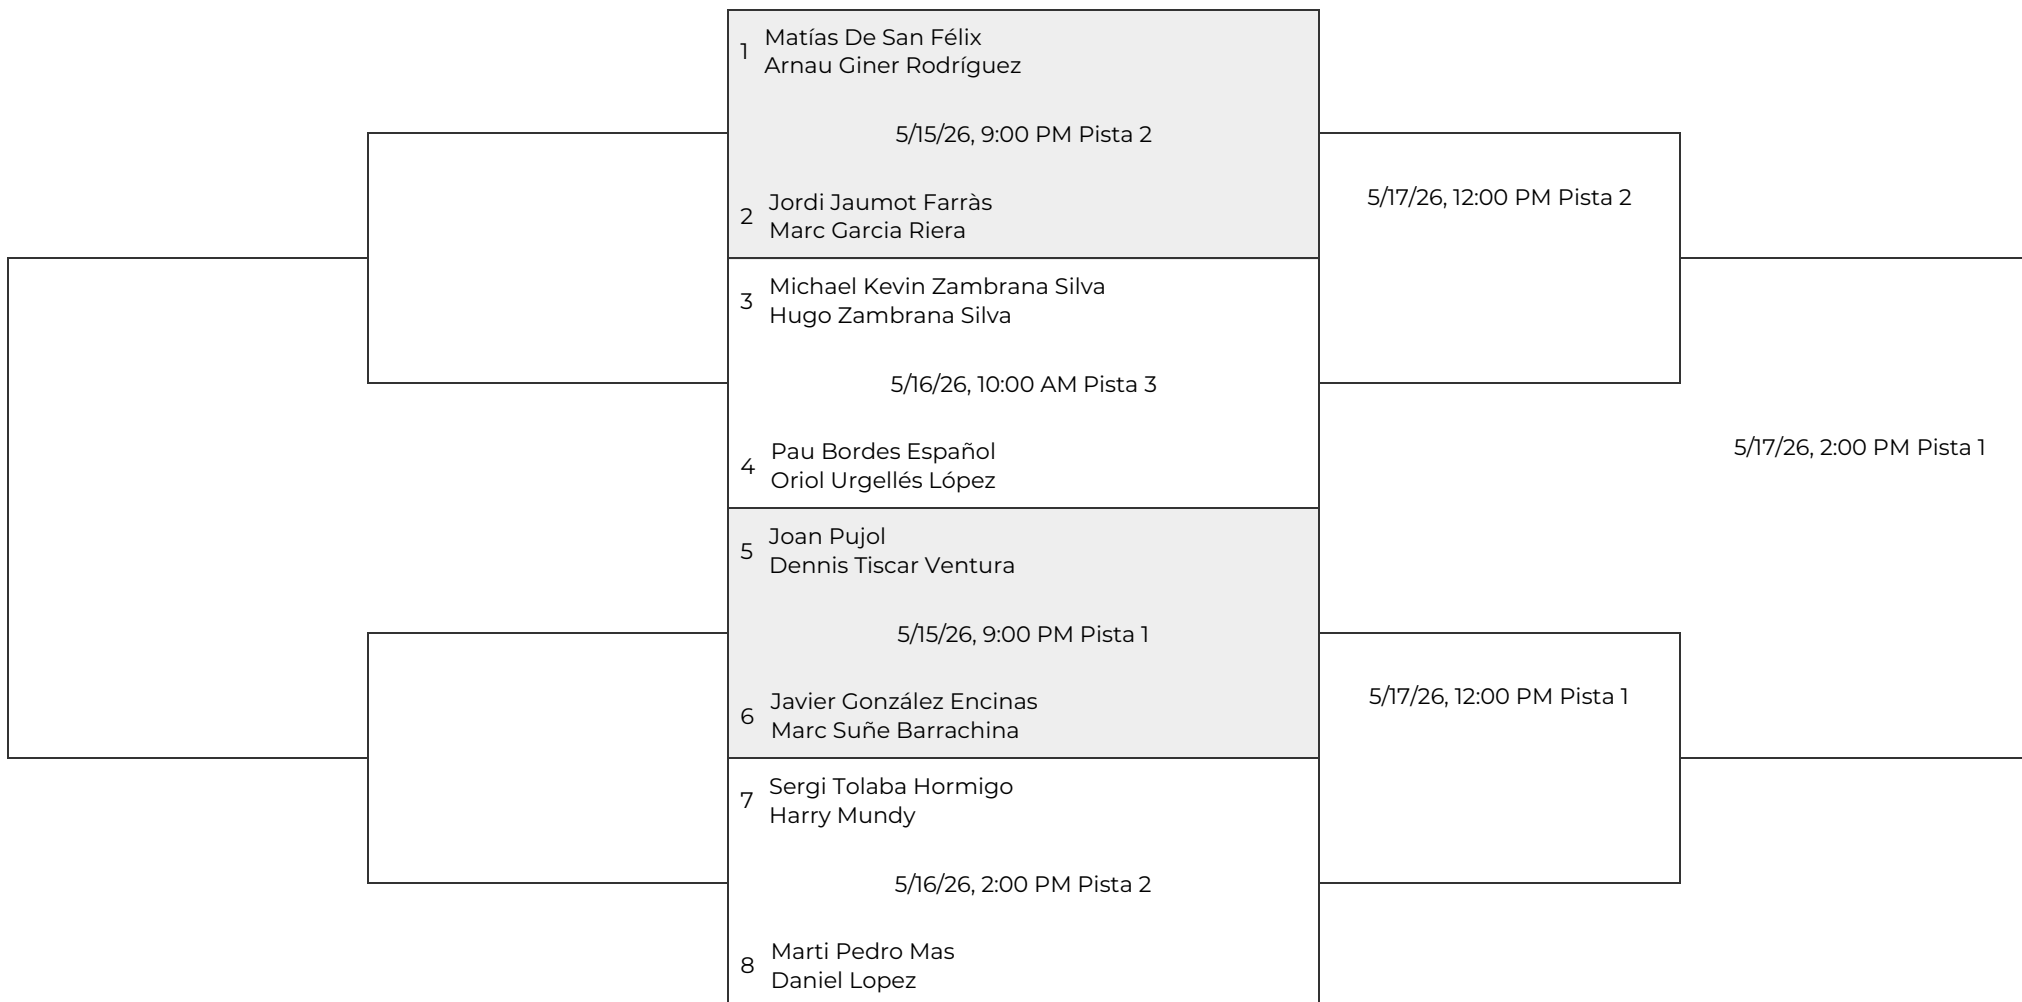 1 Matías De San Félix
Arnau Giner Rodríguez
5/15/26, 9:00 PM Pista 2
2 Jordi Jaumot Farràs
Marc Garcia Riera
3 Michael Kevin Zambrana Silva
Hugo Zambrana Silva
5/16/26, 10:00 AM Pista 3
4 Pau Bordes Español
Oriol Urgellés López
5 Joan Pujol
Dennis Tiscar Ventura
5/15/26, 9:00 PM Pista 1
6 Javier González Encinas
Marc Suñe Barrachina
7 Sergi Tolaba Hormigo
Harry Mundy
5/16/26, 2:00 PM Pista 2
8 Marti Pedro Mas
Daniel Lopez
5/17/26, 12:00 PM Pista 2
5/17/26, 12:00 PM Pista 1
5/17/26, 2:00 PM Pista 1